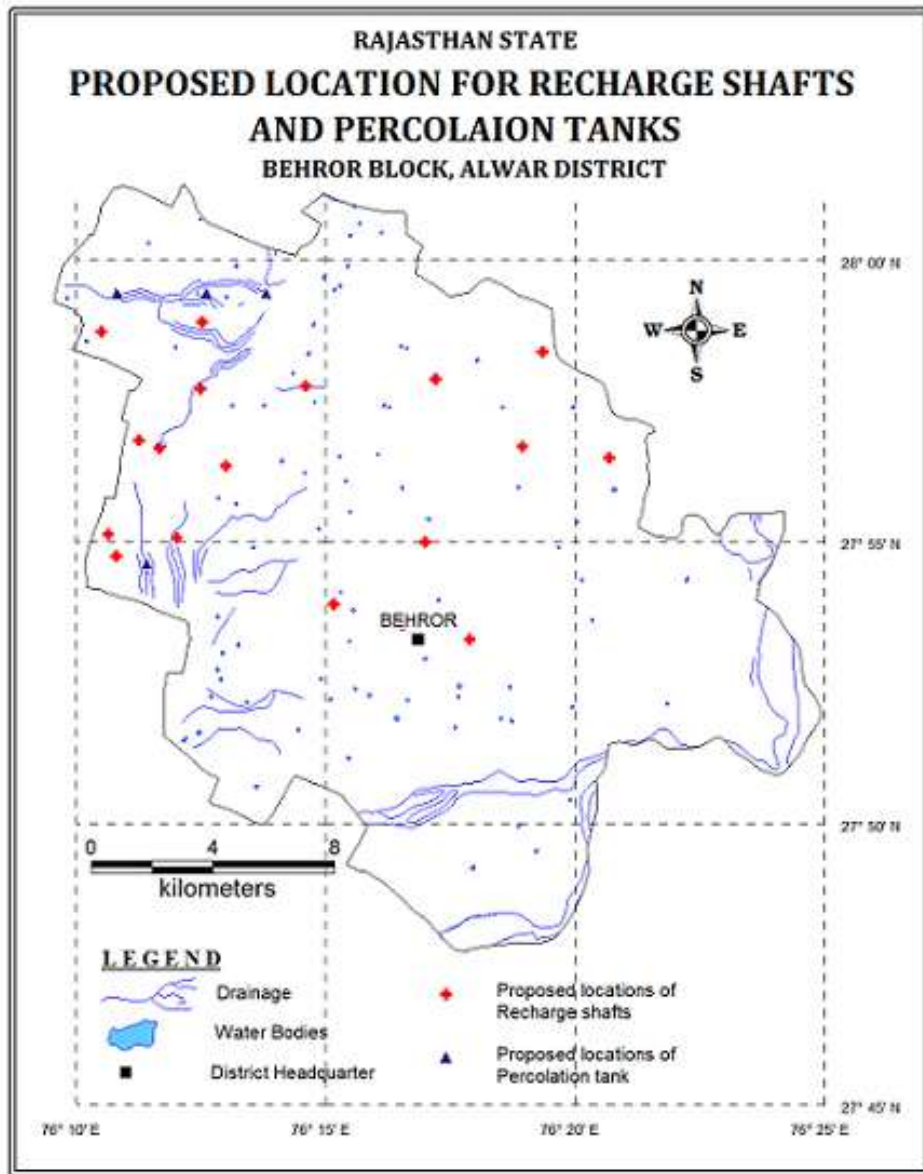 RAJASTHAN STATE
PROPOSED LOCATION FOR RECHARGE SHAFTS
AND PERCOLAION TANKS
BEHROR BLOCK, ALWAR DISTRICT
28° 00' N
N
W E
S
27° 55' N
BEHROR
27° 50' N
0 4 8
kilometers
LEGEND
Drainage
Water Bodies
District Headquarter
Proposed locations of
Recharge shafts
Proposed locations of
Percolation tank
27° 45' N
76° 10' E 76° 15' E 76° 20' E 76° 25' E